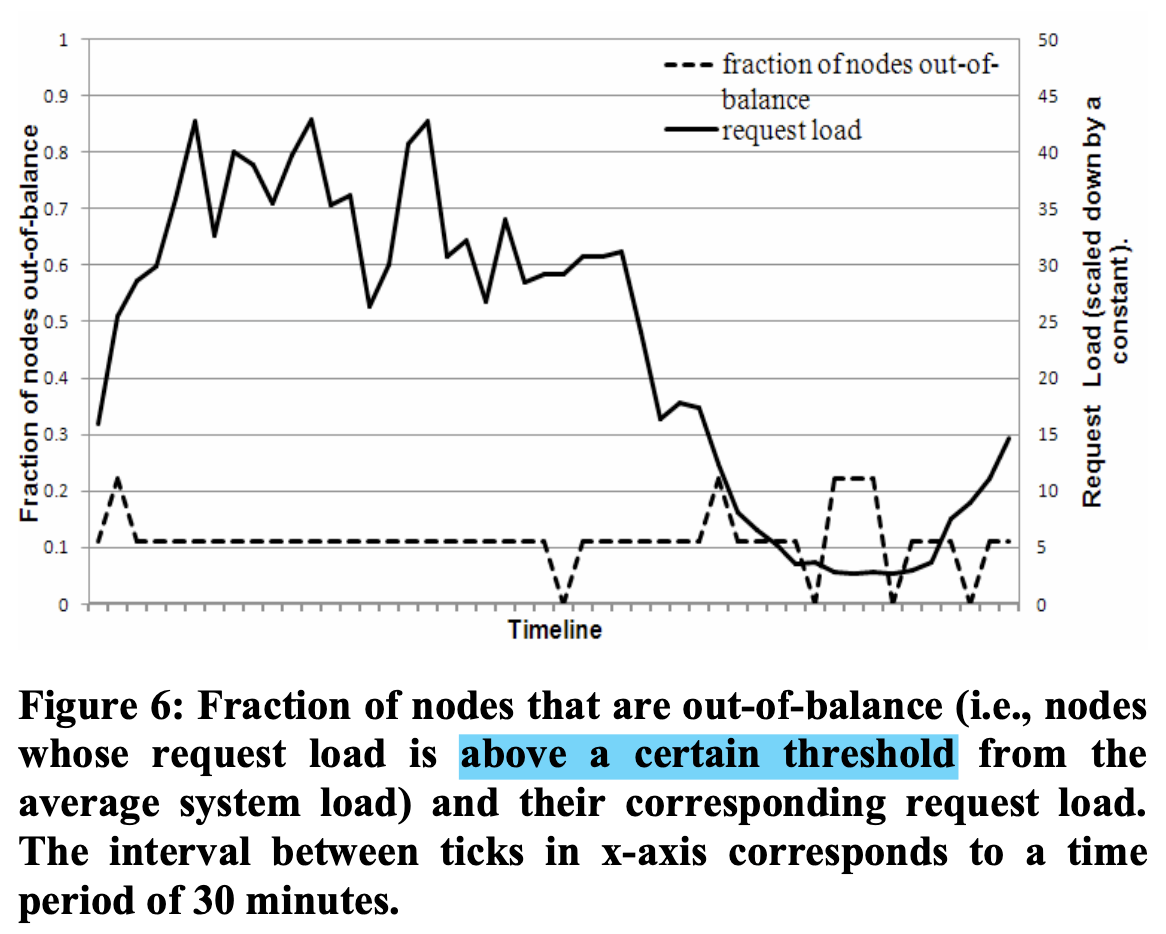 1
0.9
0.8
0.7
0.6
0.5
0.4
0.3
0.2
0.1
0
Fraction of nodes out-of-balance
fraction of nodes out-of-
balance
request load
50
45
40
35
30
25
20
15
10
5
0
Request Load (scaled down by a
constant).
Timeline
Figure 6: Fraction of nodes that are out-of-balance (i.e., nodes
whose request load is above a certain threshold from the
average system load) and their corresponding request load.
The interval between ticks in x-axis corresponds to a time
period of 30 minutes.